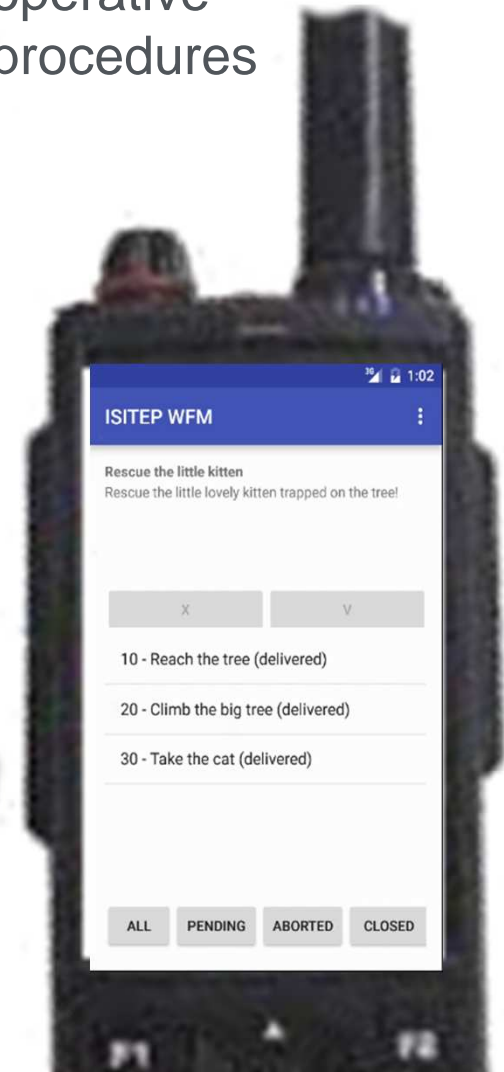 operative
procedures
3G 1:02
ISITEP WFM
Rescue the little kitten
Rescue the little lovely kitten trapped on the tree!
X V
10 - Reach the tree (delivered)
20 - Climb the big tree (delivered)
30 - Take the cat (delivered)
ALL PENDING ABORTED CLOSED
F1 F2